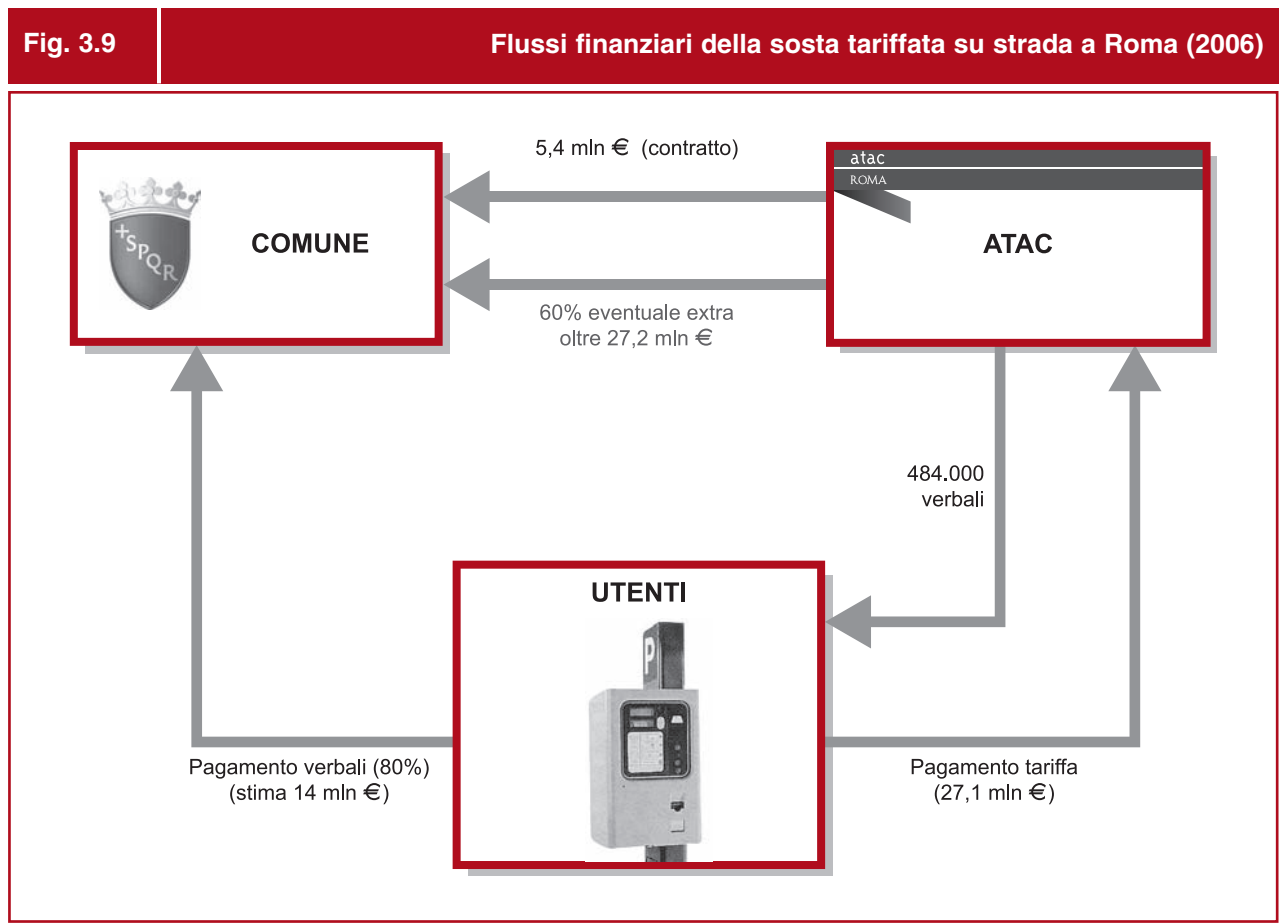 Fig. 3.9
Flussi finanziari della sosta tariffata su strada a Roma (2006)
5,4 mln € (contratto)
atac
ROMA
+SPQR
COMUNE
ATAC
60% eventuale extra
oltre 27,2 mln €
484.000
verbali
UTENTI
P
Pagamento verbali (80%)
(stima 14 mln €)
Pagamento tariffa
(27,1 mln €)